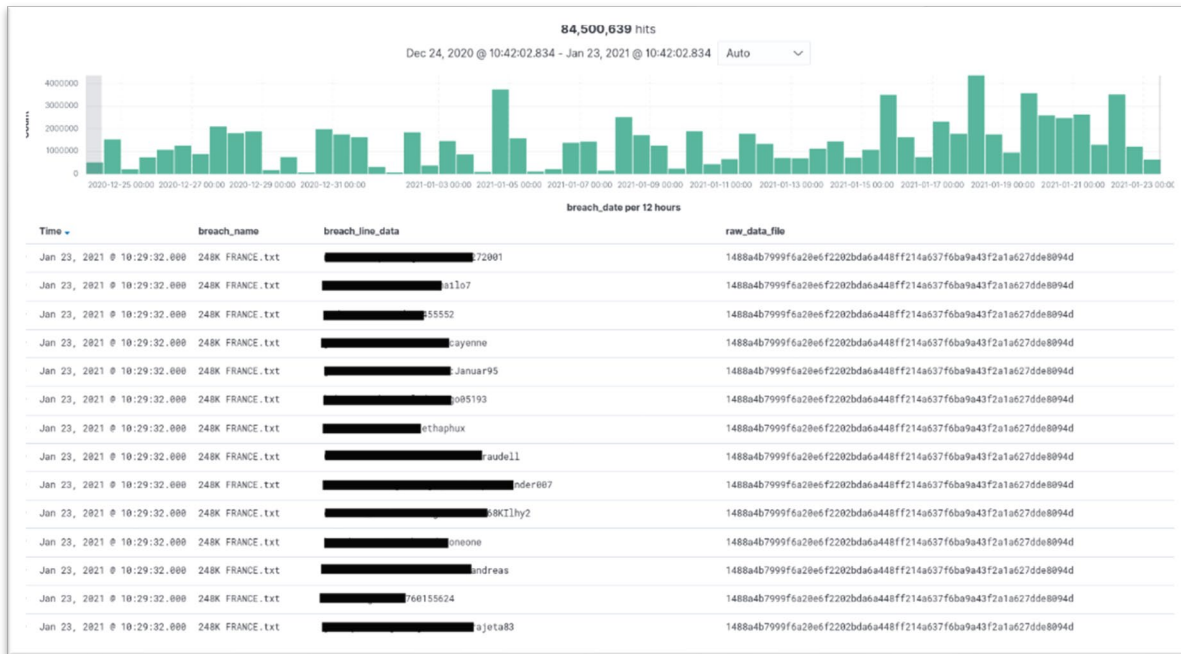 84,500,639 hits
Dec 24, 2020 @ 10:42:02.834 - Jan 23, 2021 @ 10:42:02.834 Auto
Count
4000000
3000000
2000000
1000000
0
2020-12-25 00:00 2020-12-27 00:00 2020-12-29 00:00 2020-12-31 00:00 2021-01-03 00:00 2021-01-05 00:00 2021-01-07 00:00 2021-01-09 00:00 2021-01-11 00:00 2021-01-13 00:00 2021-01-15 00:00 2021-01-17 00:00 2021-01-19 00:00 2021-01-21 00:00 2021-01-23 00:00
breach_date per 12 hours
Time breach_name breach_line_data raw_data_file
Jan 23, 2021 @ 10:29:32.000 248K FRANCE.txt 72001 1488a4b7999f6a20e6f2202bda6a448ff214a637f6ba9a43f2a1a627dde8094d
Jan 23, 2021 @ 10:29:32.000 248K FRANCE.txt ailo7 1488a4b7999f6a20e6f2202bda6a448ff214a637f6ba9a43f2a1a627dde8094d
Jan 23, 2021 @ 10:29:32.000 248K FRANCE.txt 455552 1488a4b7999f6a20e6f2202bda6a448ff214a637f6ba9a43f2a1a627dde8094d
Jan 23, 2021 @ 10:29:32.000 248K FRANCE.txt cayenne 1488a4b7999f6a20e6f2202bda6a448ff214a637f6ba9a43f2a1a627dde8094d
Jan 23, 2021 @ 10:29:32.000 248K FRANCE.txt :Januar95 1488a4b7999f6a20e6f2202bda6a448ff214a637f6ba9a43f2a1a627dde8094d
Jan 23, 2021 @ 10:29:32.000 248K FRANCE.txt go05193 1488a4b7999f6a20e6f2202bda6a448ff214a637f6ba9a43f2a1a627dde8094d
Jan 23, 2021 @ 10:29:32.000 248K FRANCE.txt ethaphux 1488a4b7999f6a20e6f2202bda6a448ff214a637f6ba9a43f2a1a627dde8094d
Jan 23, 2021 @ 10:29:32.000 248K FRANCE.txt raudell 1488a4b7999f6a20e6f2202bda6a448ff214a637f6ba9a43f2a1a627dde8094d
Jan 23, 2021 @ 10:29:32.000 248K FRANCE.txt nder007 1488a4b7999f6a20e6f2202bda6a448ff214a637f6ba9a43f2a1a627dde8094d
Jan 23, 2021 @ 10:29:32.000 248K FRANCE.txt 68KIlhy2 1488a4b7999f6a20e6f2202bda6a448ff214a637f6ba9a43f2a1a627dde8094d
Jan 23, 2021 @ 10:29:32.000 248K FRANCE.txt oneone 1488a4b7999f6a20e6f2202bda6a448ff214a637f6ba9a43f2a1a627dde8094d
Jan 23, 2021 @ 10:29:32.000 248K FRANCE.txt andreas 1488a4b7999f6a20e6f2202bda6a448ff214a637f6ba9a43f2a1a627dde8094d
Jan 23, 2021 @ 10:29:32.000 248K FRANCE.txt 760155624 1488a4b7999f6a20e6f2202bda6a448ff214a637f6ba9a43f2a1a627dde8094d
Jan 23, 2021 @ 10:29:32.000 248K FRANCE.txt rajeta83 1488a4b7999f6a20e6f2202bda6a448ff214a637f6ba9a43f2a1a627dde8094d